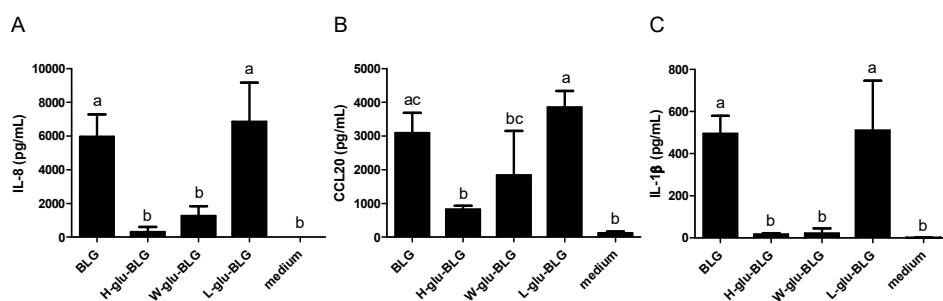 A
IL-8 (pg/mL)
10000
8000
6000
4000
2000
0
a
b
b
a
b
BLG
H-glu-BLG
W-glu-BLG
L-glu-BLG
medium
B
CCL20 (pg/mL)
5000
4000
3000
2000
1000
0
ac
b
bc
a
b
BLG
H-glu-BLG
W-glu-BLG
L-glu-BLG
medium
C
IL-1β (pg/mL)
800
600
400
200
0
a
b
b
a
b
BLG
H-glu-BLG
W-glu-BLG
L-glu-BLG
medium